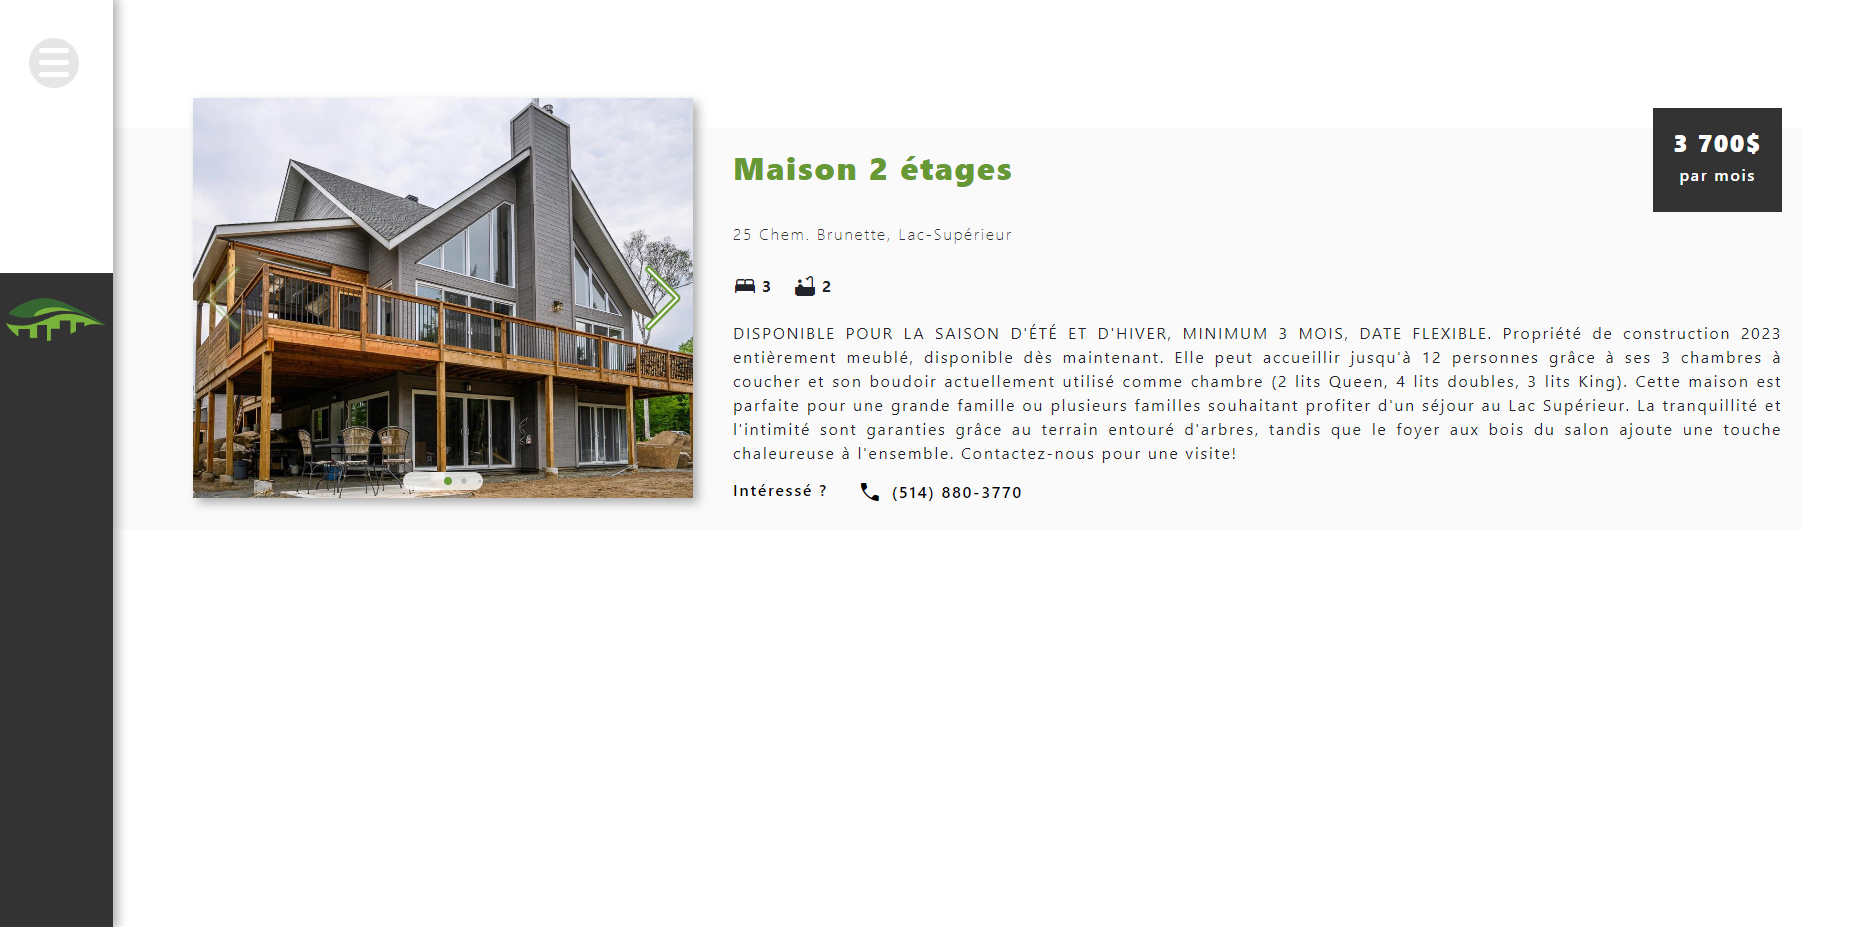 3 700$
par mois
Maison 2 étages
25 Chem. Brunette, Lac-Supérieur
3 2
DISPONIBLE POUR LA SAISON D'ÉTÉ ET D'HIVER, MINIMUM 3 MOIS, DATE FLEXIBLE. Propriété de construction 2023
entièrement meublé, disponible dès maintenant. Elle peut accueillir jusqu'à 12 personnes grâce à ses 3 chambres à
coucher et son boudoir actuellement utilisé comme chambre (2 lits Queen, 4 lits doubles, 3 lits King). Cette maison est
parfaite pour une grande famille ou plusieurs familles souhaitant profiter d'un séjour au Lac Supérieur. La tranquillité et
l'intimité sont garanties grâce au terrain entouré d'arbres, tandis que le foyer aux bois du salon ajoute une touche
chaleureuse à l'ensemble. Contactez-nous pour une visite!
Intéressé ? (514) 880-3770